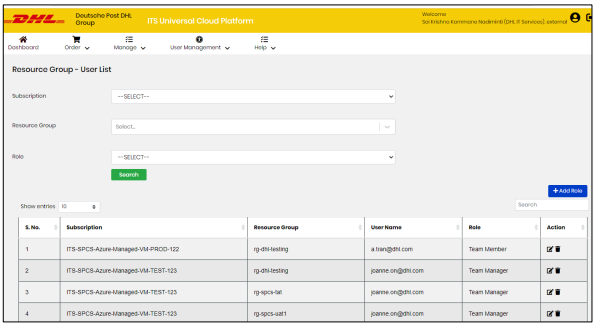 DHL
Deutsche Post DHL
Group
ITS Universal Cloud Platform
Welcome
Sai Krishna Kammane Nadiminti (DHL IT Services), external
Dashboard
Order
Manage
User Management
Help
Resource Group - User List
Subscription
--SELECT--
Resource Group
Select...
Role
--SELECT--
Search
+ Add Role
Show entries 10
Search
S. No. Subscription Resource Group User Name Role Action
1 ITS-SPCS-Azure-Managed-VM-PROD-122 rg-dhl-testing a.tran@dhl.com Team Member
2 ITS-SPCS-Azure-Managed-VM-TEST-123 rg-dhl-testing joanne.on@dhl.com Team Manager
3 ITS-SPCS-Azure-Managed-VM-TEST-123 rg-spcs-tat joanne.on@dhl.com Team Manager
4 ITS-SPCS-Azure-Managed-VM-TEST-123 rg-spcs-uat1 joanne.on@dhl.com Team Manager